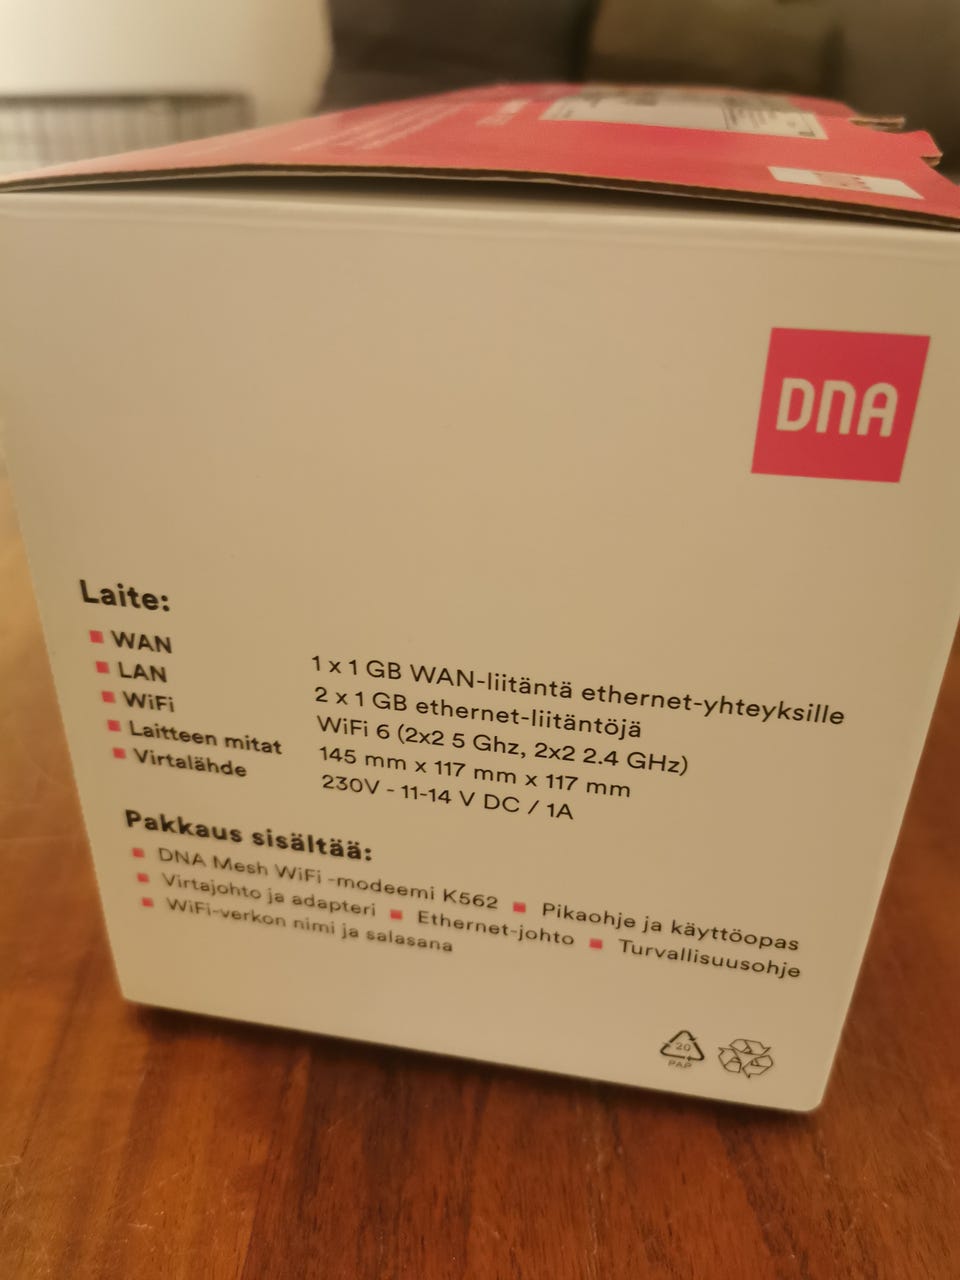 DNA
Laite:
WAN 1 x 1 GB WAN-liitäntä ethernet-yhteyksille
LAN 2 x 1 GB ethernet-liitäntöjä
WiFi WiFi 6 (2x2 5 Ghz, 2x2 2.4 GHz)
Laitteen mitat 145 mm x 117 mm x 117 mm
Virtalähde 230V - 11-14 V DC / 1A
Pakkaus sisältää:
DNA Mesh WiFi -modeemi K562 Pikaohje ja käyttöopas
Virtajohto ja adapteri Ethernet-johto Turvallisuusohje
WiFi-verkon nimi ja salasana
20
PAP